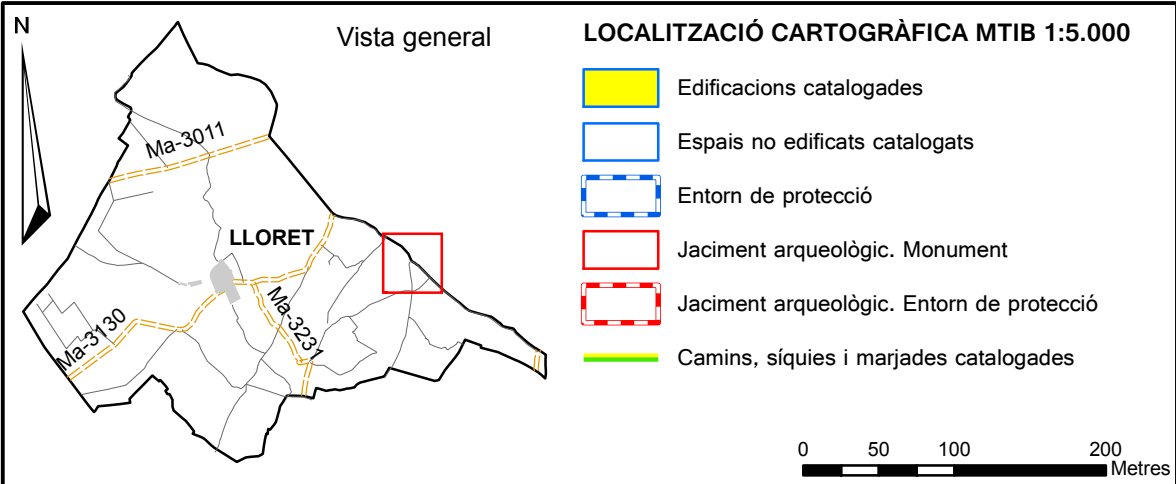 N
Vista general
Ma-3011
LLORET
Ma-3231
Ma-3130
LOCALITZACIÓ CARTOGRÀFICA MTIB 1:5.000
Edificacions catalogades
Espais no edificats catalogats
Entorn de protecció
Jaciment arqueològic. Monument
Jaciment arqueològic. Entorn de protecció
Camins, síquies i marjades catalogades
0 50 100 200
Metres